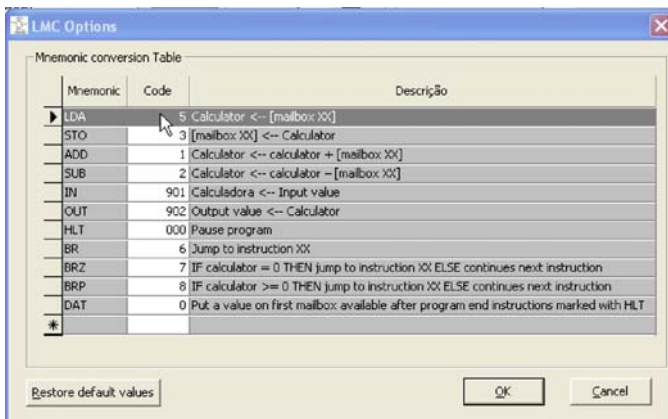 LMC Options
Mnemonic conversion Table
Mnemonic Code Descrição
LDA 5 Calculator <-- [mailbox XX]
STO 3 [mailbox XX] <-- Calculator
ADD 1 Calculator <-- calculator + [mailbox XX]
SUB 2 Calculator <-- calculator - [mailbox XX]
IN 901 Calculadora <-- Input value
OUT 902 Output value <-- Calculator
HLT 000 Pause program
BR 6 Jump to instruction XX
BRZ 7 IF calculator = 0 THEN jump to instruction XX ELSE continues next instruction
BRP 8 IF calculator >= 0 THEN jump to instruction XX ELSE continues next instruction
DAT 0 Put a value on first mailbox available after program end instructions marked with HLT
Restore default values OK Cancel